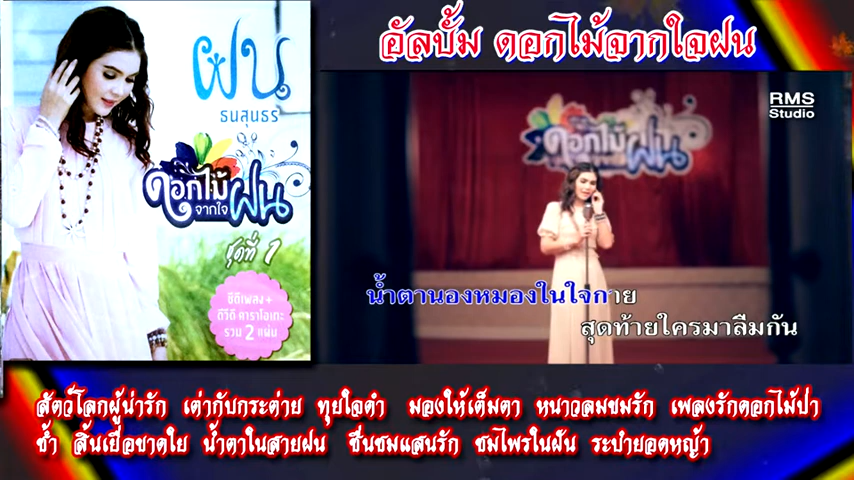 อัลบั้ม ดอกไม้จากใจฝน
ฝน
ธนสุนธร
ดอกไม้
จากใจ ฝน
ชุดที่ 1
ซีดีเพลง +
ดีวีดี คาราโอเกะ
รวม 2 แผ่น
RMS
Studio
ดอกไม้
ฝน
น้ำตานองหมองในใจกาย
สุดท้ายใครมาลืมกัน
สัตว์โลกผู้น่ารัก เต่ากับกระต่าย ทุยใจดำ มองให้เต็มตา หนาวลมชมรัก เพลงรักดอกไม้ป่า
ช้ำ สิ้นเยื่อขาดใย น้ำตาในสายฝน ชื่นชมแสนรัก ชมไพรในฝัน ระบำยอดหญ้า